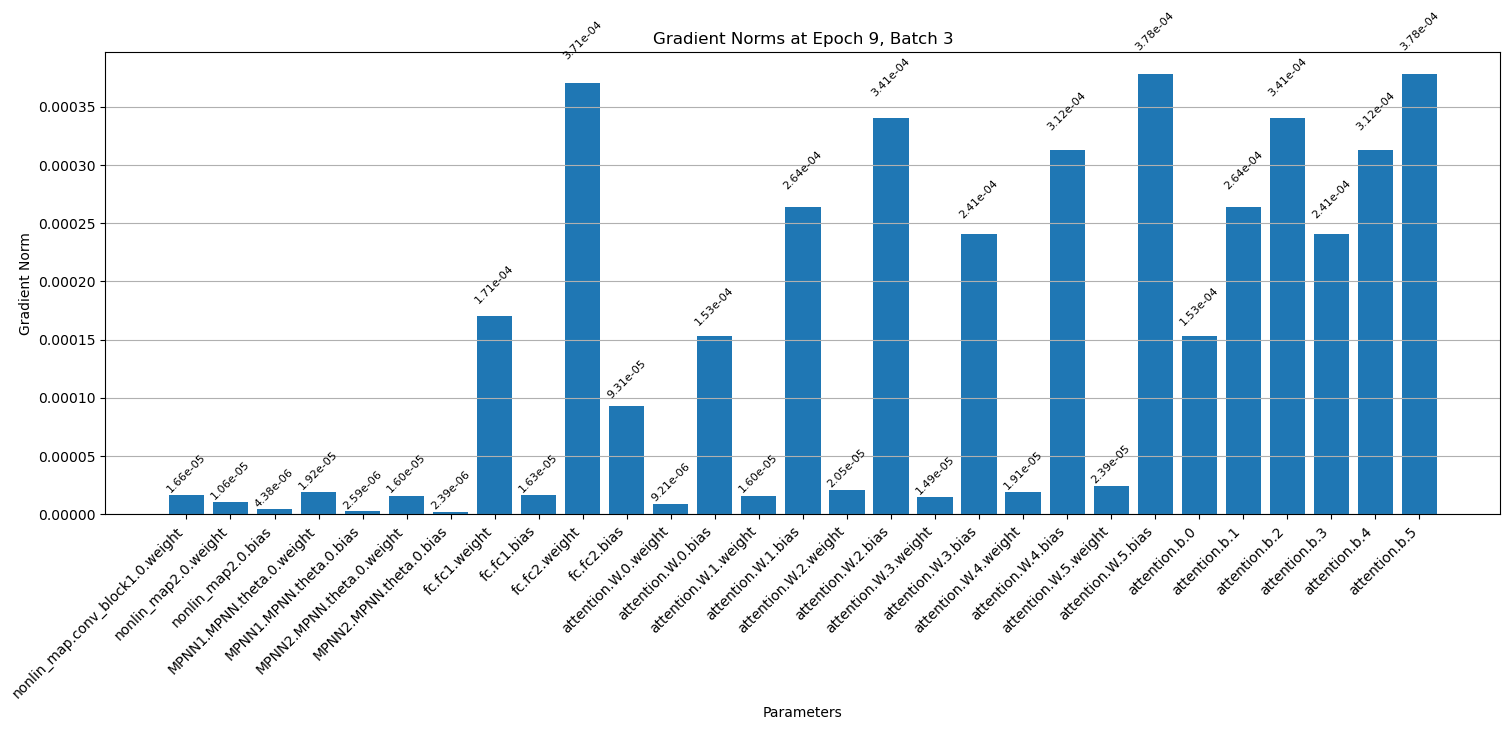 Gradient Norms at Epoch 9, Batch 3
Gradient Norm
0.00035
0.00030
0.00025
0.00020
0.00015
0.00010
0.00005
0.00000
1.66e-05
1.06e-05
4.38e-06
1.92e-05
2.59e-06
1.60e-05
2.39e-06
1.71e-04
1.63e-05
3.71e-04
9.31e-05
9.21e-06
1.53e-04
1.60e-05
2.64e-04
2.05e-05
3.41e-04
1.49e-05
2.41e-04
1.91e-05
3.12e-04
2.39e-05
3.78e-04
1.53e-04
2.64e-04
3.41e-04
2.41e-04
3.12e-04
3.78e-04
nonlin_map.conv_block1.0.weight
nonlin_map2.0.weight
nonlin_map2.0.bias
MPNN1.MPNN.theta.0.weight
MPNN1.MPNN.theta.0.bias
MPNN2.MPNN.theta.0.weight
MPNN2.MPNN.theta.0.bias
fc.fc1.weight
fc.fc1.bias
fc.fc2.weight
fc.fc2.bias
attention.W.0.weight
attention.W.0.bias
attention.W.1.weight
attention.W.1.bias
attention.W.2.weight
attention.W.2.bias
attention.W.3.weight
attention.W.3.bias
attention.W.4.weight
attention.W.4.bias
attention.W.5.weight
attention.W.5.bias
attention.b.0
attention.b.1
attention.b.2
attention.b.3
attention.b.4
attention.b.5
Parameters